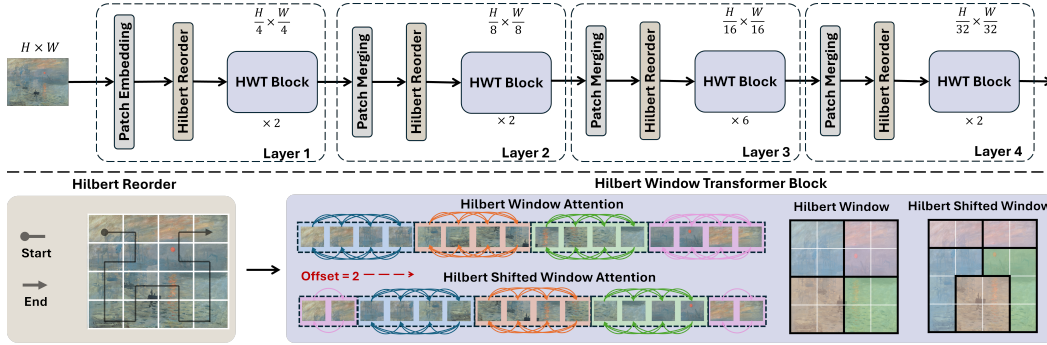 H × W
Patch Embedding
Hilbert Reorder
H/4 × W/4
HWT Block
× 2
Layer 1
Patch Merging
Hilbert Reorder
H/8 × W/8
HWT Block
× 2
Layer 2
Patch Merging
Hilbert Reorder
H/16 × W/16
HWT Block
× 6
Layer 3
Patch Merging
Hilbert Reorder
H/32 × W/32
HWT Block
× 2
Layer 4
Hilbert Reorder
Start
End
Hilbert Window Transformer Block
Hilbert Window Attention
Offset = 2
Hilbert Shifted Window Attention
Hilbert Window
Hilbert Shifted Window